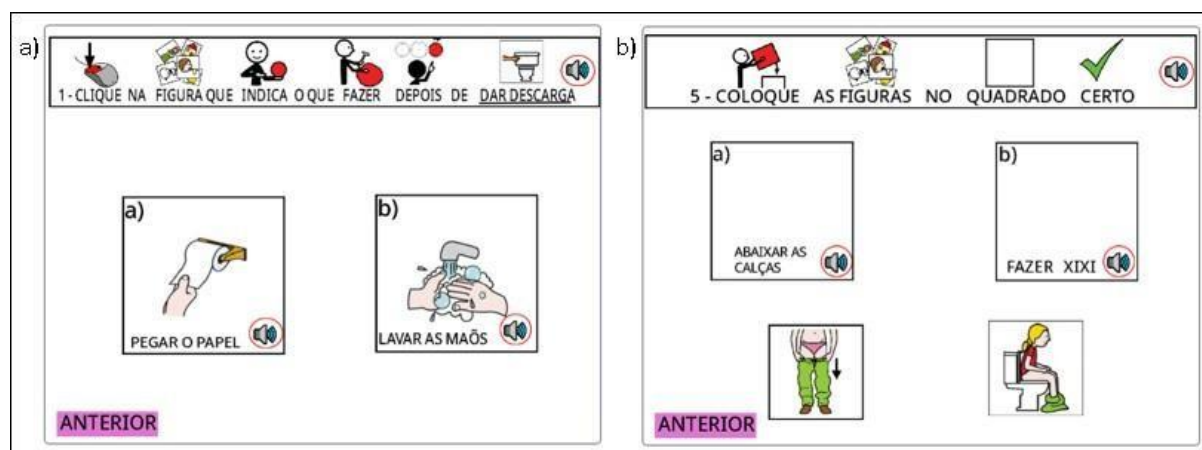 a)
1 - CLIQUE NA FIGURA QUE INDICA O QUE FAZER DEPOIS DE DAR DESCARGA
a)
PEGAR O PAPEL
b)
LAVAR AS MAÕS
ANTERIOR
b)
5 - COLOQUE AS FIGURAS NO QUADRADO CERTO
a)
ABAIXAR AS
CALÇAS
b)
FAZER XIXI
ANTERIOR